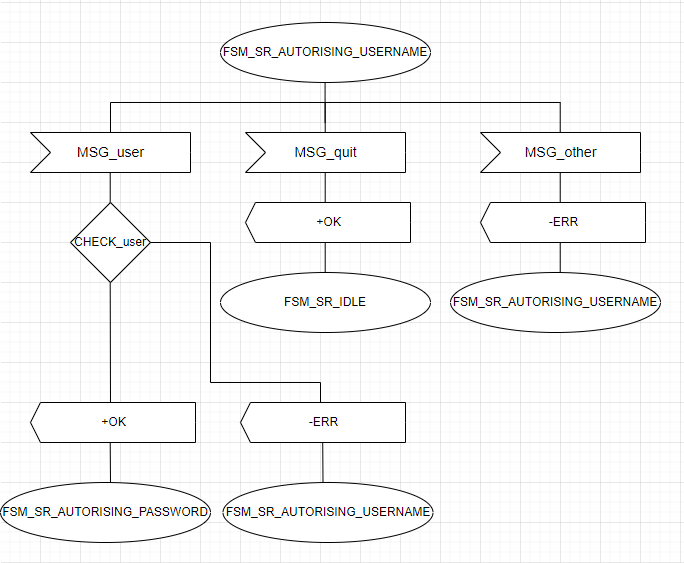 FSM_SR_AUTORISING_USERNAME
MSG_user
MSG_quit
MSG_other
CHECK_user
+OK
-ERR
FSM_SR_IDLE
FSM_SR_AUTORISING_USERNAME
+OK
-ERR
FSM_SR_AUTORISING_PASSWORD
FSM_SR_AUTORISING_USERNAME